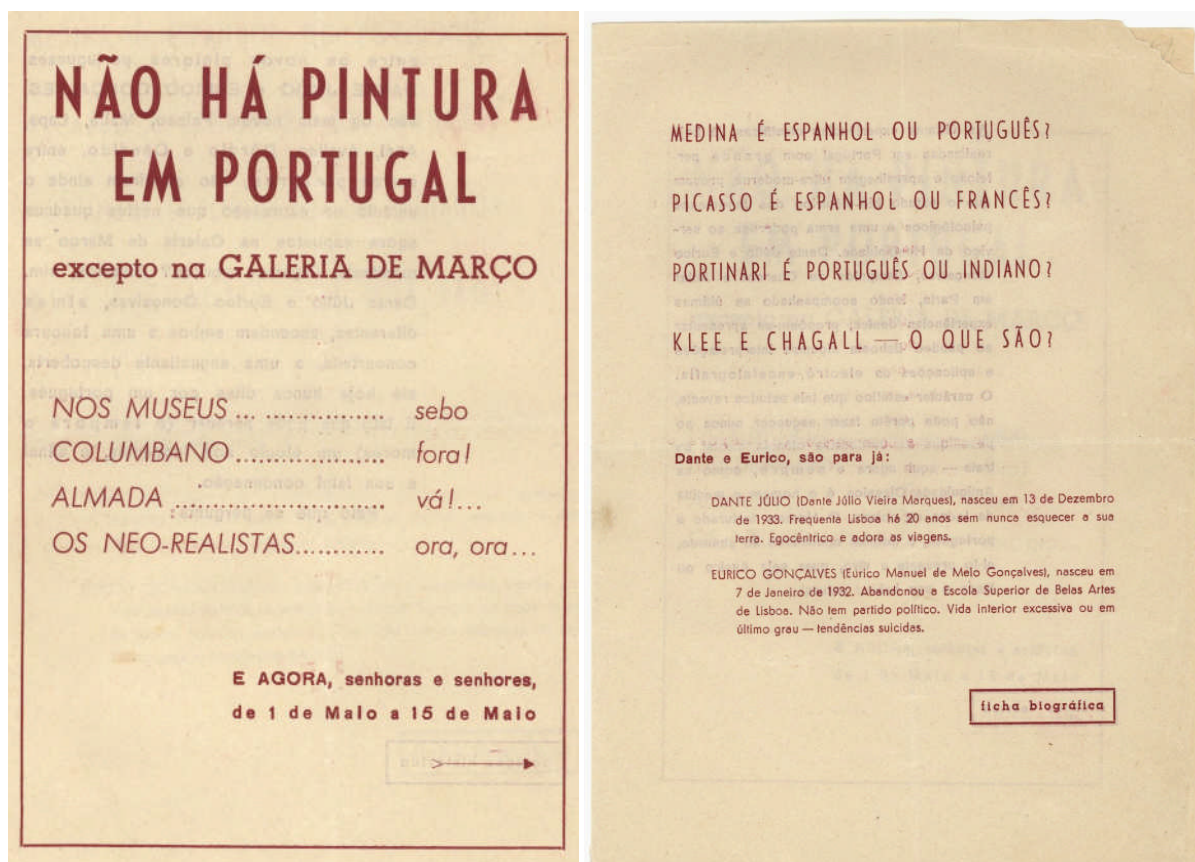 NÃO HÁ PINTURA
EM PORTUGAL
excepto na GALERIA DE MARÇO
NOS MUSEUS ... .................. sebo
COLUMBANO ...................... fora!
ALMADA ............................... vá!...
OS NEO-REALISTAS............. ora, ora...
E AGORA, senhoras e senhores,
de 1 de Maio a 15 de Maio
MEDINA É ESPANHOL OU PORTUGUÊS?
PICASSO É ESPANHOL OU FRANCÊS?
PORTINARI É PORTUGUÊS OU INDIANO?
KLEE E CHAGALL — O QUE SÃO?
Dante e Eurico, são para já:
DANTE JÚLIO (Dante Júlio Vieira Marques), nasceu em 13 de Dezembro
de 1933. Frequenta Lisboa há 20 anos sem nunca esquecer a sua
terra. Egocêntrico e adora as viagens.
EURICO GONÇALVES (Eurico Manuel de Melo Gonçalves), nasceu em
7 de Janeiro de 1932. Abandonou a Escola Superior de Belas Artes
de Lisboa. Não tem partido político. Vida interior excessiva ou em
último grau — tendências suicidas.
ficha biográfica